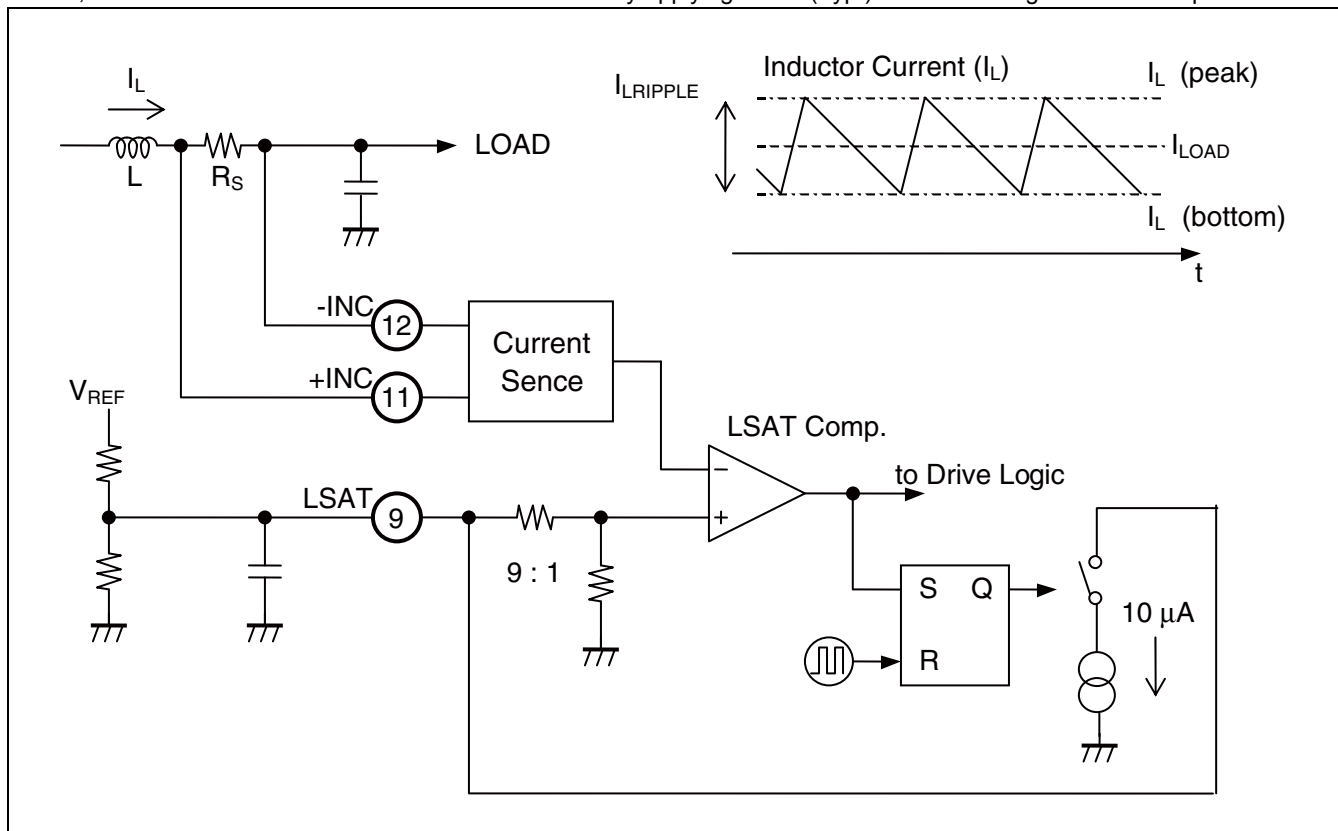 IL
L
RS
LOAD
ILRIPPLE
Inductor Current (IL)
IL (peak)
ILOAD
IL (bottom)
t
-INC
12
+INC
11
Current
Sence
VREF
LSAT
9
9 : 1
LSAT Comp.
−
+
to Drive Logic
S Q
R
10 µA